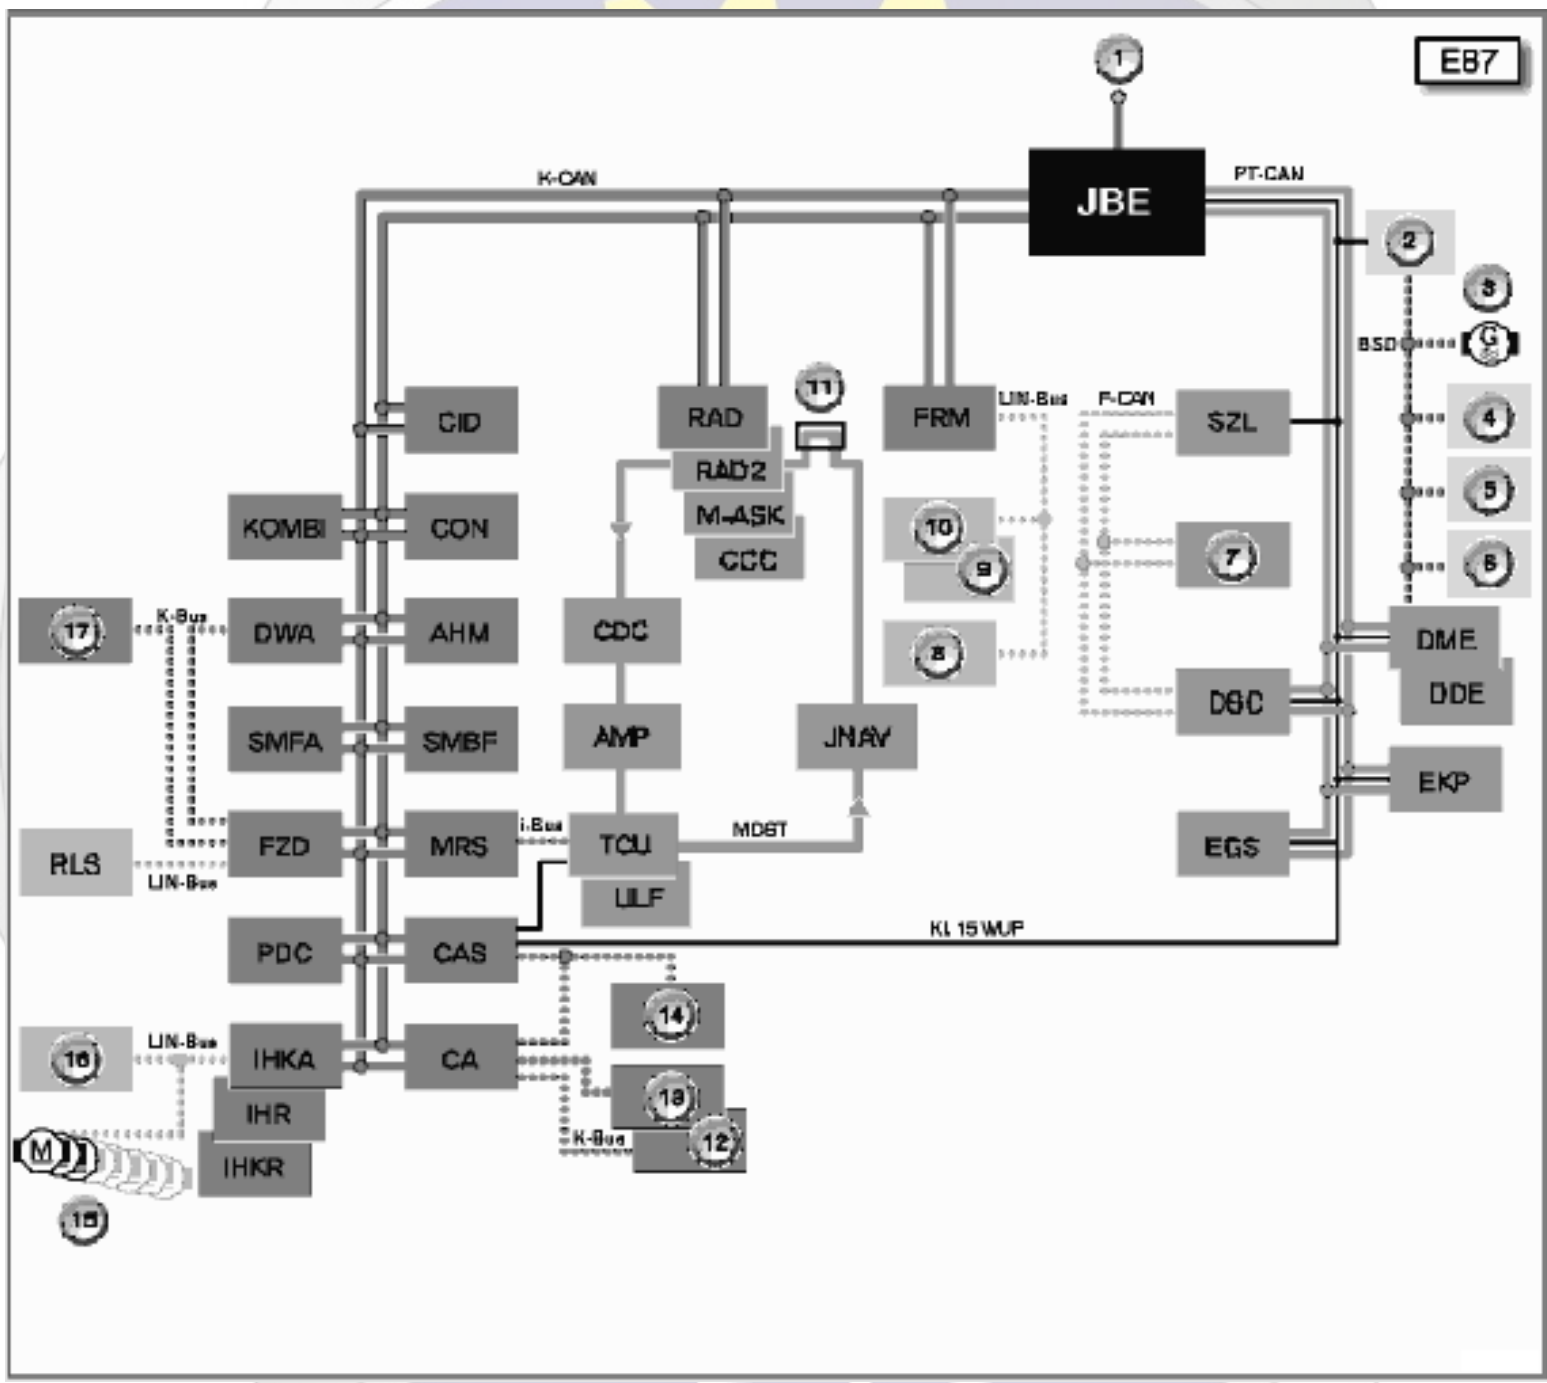 1
E87
K-CAN
JBE
PT-CAN
2
3
G
BSD
CID
RAD
11
FRM
LIN-Bus
F-CAN
SZL
4
RAD2
KOMBI
CON
M-ASK
10
5
CCC
9
7
6
17
K-Bus
DWA
AHM
CDC
8
DME
DSC
DDE
SMFA
SMBF
AMP
JNAV
EKP
RLS
LIN-Bus
FZD
MRS
i-Bus
TCU
MOST
EGS
ULF
PDC
CAS
KL 15 WUP
14
16
LIN-Bus
IHKA
CA
13
IHR
K-Bus
12
M
IHKR
15